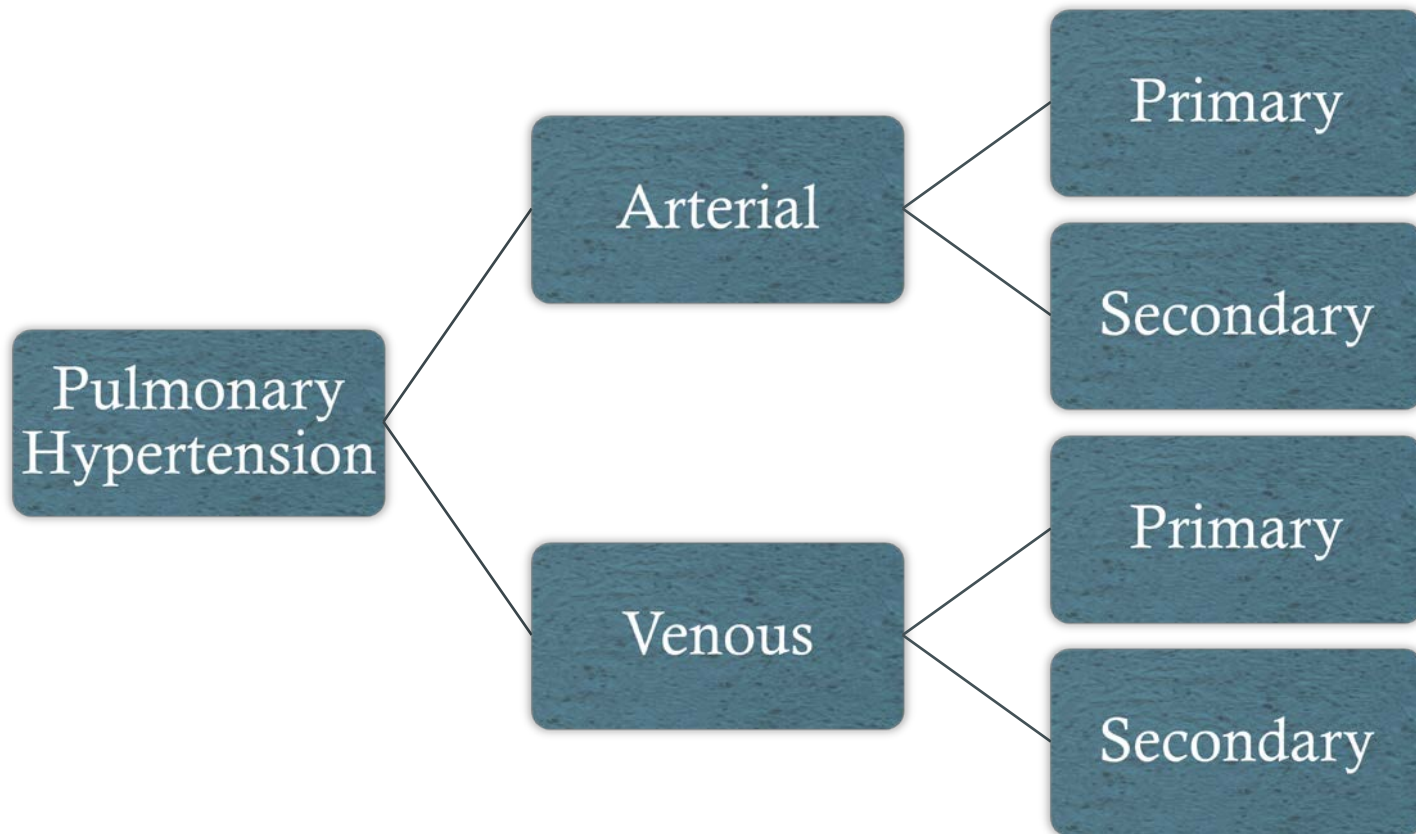 Pulmonary
Hypertension
Arterial
Primary
Secondary
Venous
Primary
Secondary